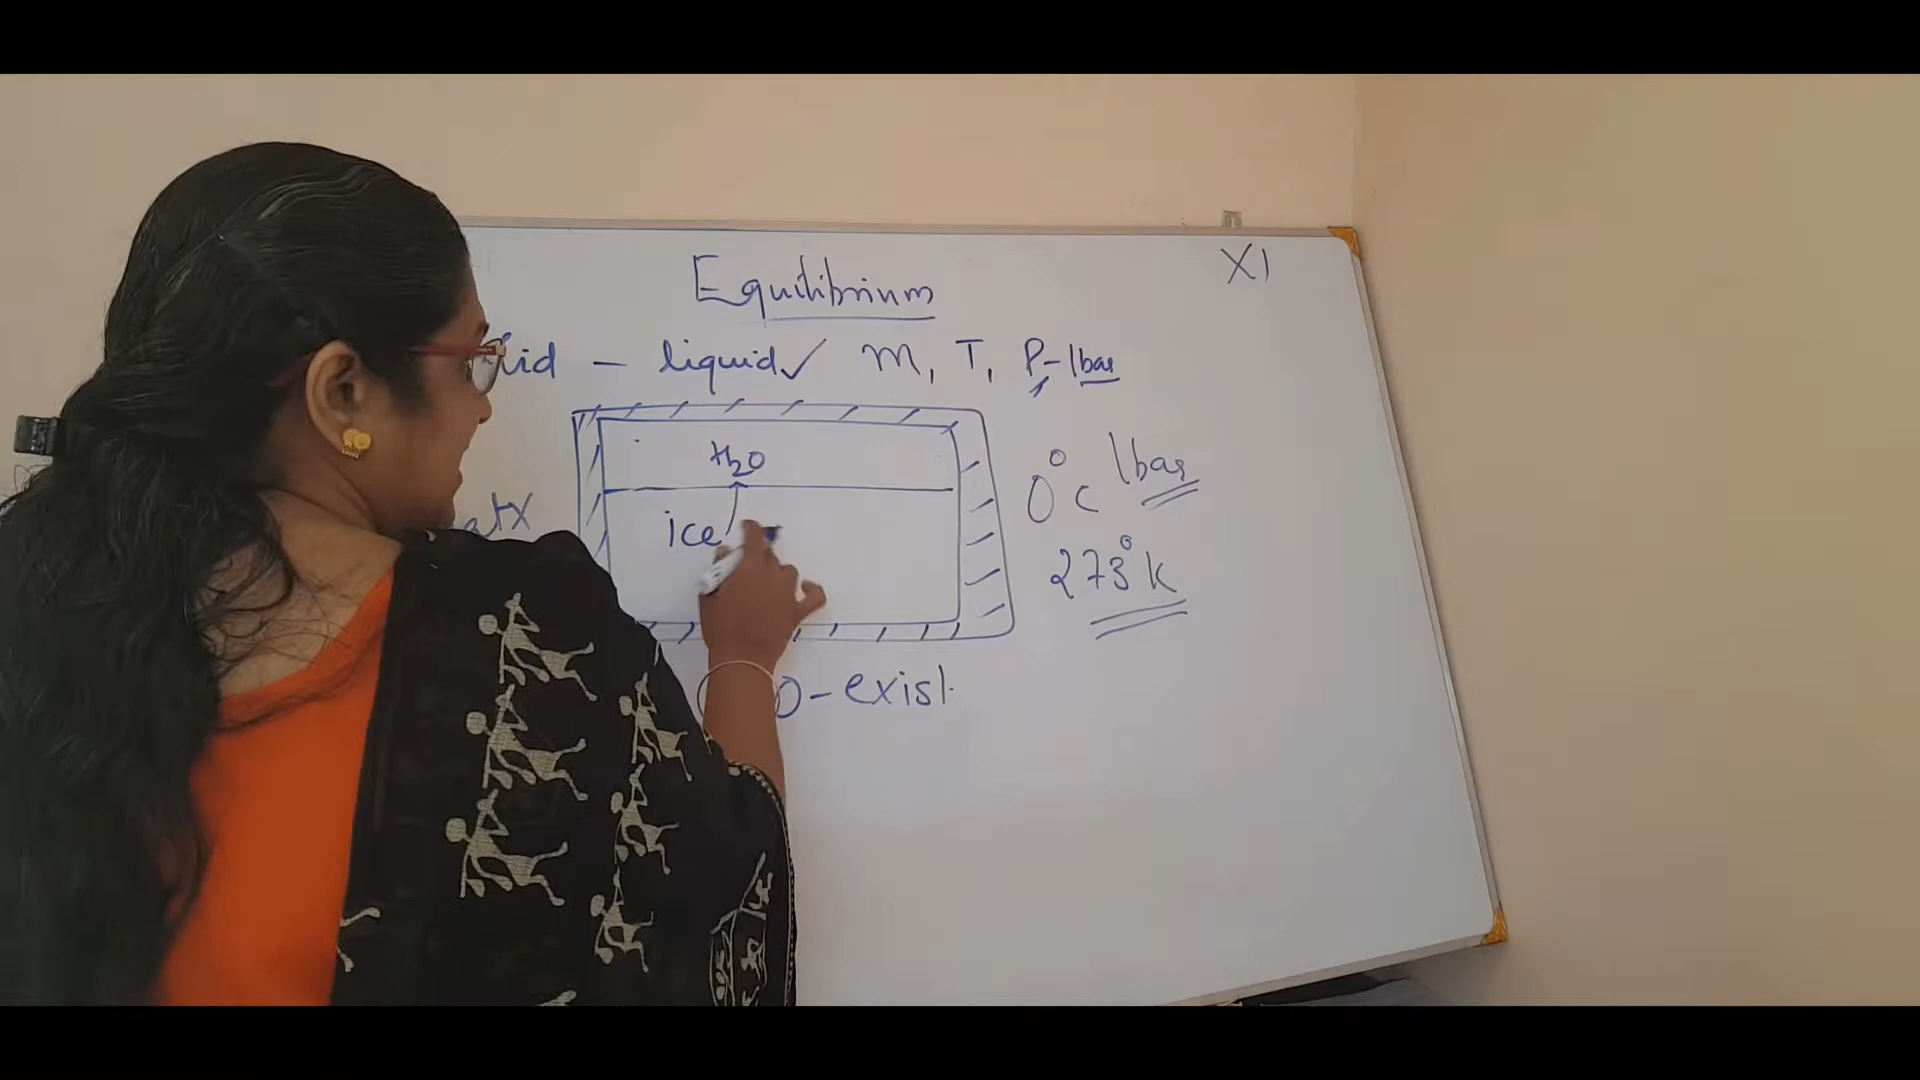 Equilibrium
XI
– liquid ✓ M, T, P – 1bar
H2O
ice
0°C 1bar
273°K
– exist